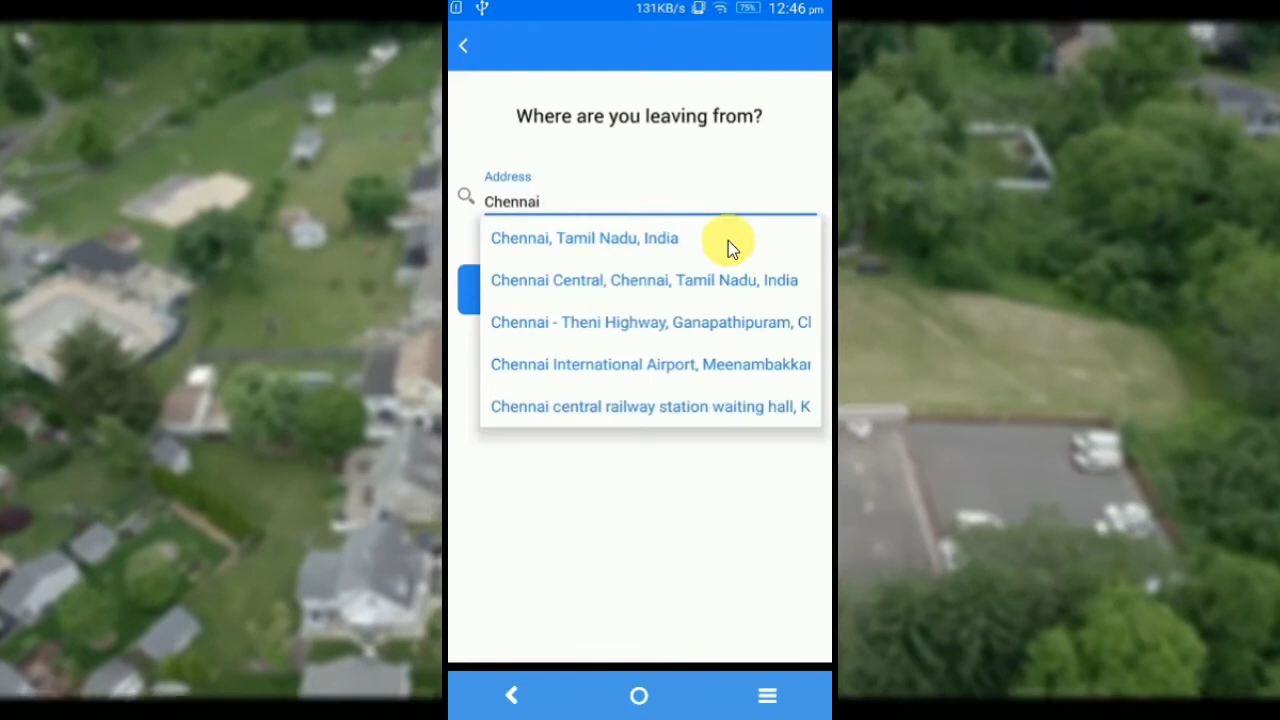 131KB/s 75% 12:46 pm
Where are you leaving from?
Address
Chennai
Chennai, Tamil Nadu, India
Chennai Central, Chennai, Tamil Nadu, India
Chennai - Theni Highway, Ganapathipuram, Cl
Chennai International Airport, Meenambakkar
Chennai central railway station waiting hall, K